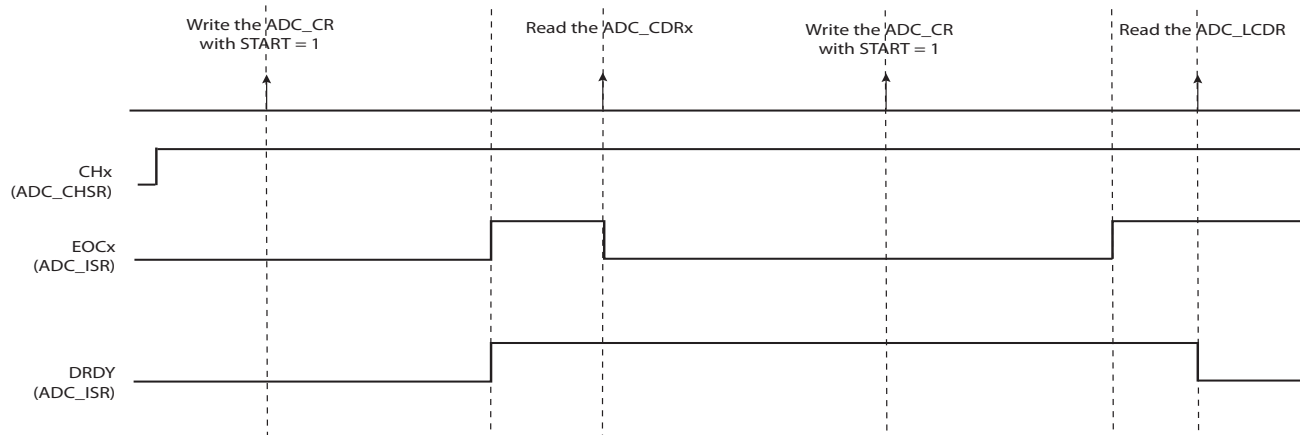 Write the ADC_CR
with START = 1
Read the ADC_CDRx
Write the ADC_CR
with START = 1
Read the ADC_LCDR
CHx
(ADC_CHSR)
EOCx
(ADC_ISR)
DRDY
(ADC_ISR)